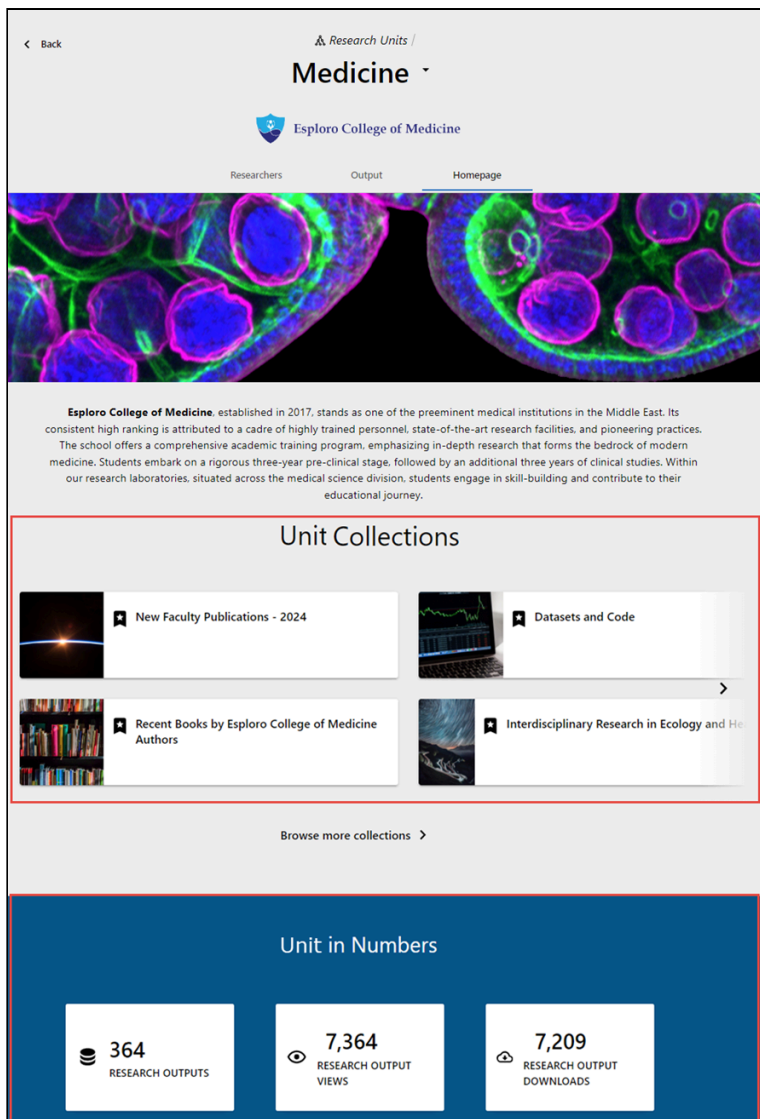 Back
Research Units /
Medicine
Esploro College of Medicine
Researchers
Output
Homepage
Esploro College of Medicine, established in 2017, stands as one of the preeminent medical institutions in the Middle East. Its
consistent high ranking is attributed to a cadre of highly trained personnel, state-of-the-art research facilities, and pioneering practices.
The school offers a comprehensive academic training program, emphasizing in-depth research that forms the bedrock of modern
medicine. Students embark on a rigorous three-year pre-clinical stage, followed by an additional three years of clinical studies. Within
our research laboratories, situated across the medical science division, students engage in skill-building and contribute to their
educational journey.
Unit Collections
New Faculty Publications - 2024
Datasets and Code
Recent Books by Esploro College of Medicine
Authors
Interdisciplinary Research in Ecology and He
Browse more collections
Unit in Numbers
364
RESEARCH OUTPUTS
7,364
RESEARCH OUTPUT
VIEWS
7,209
RESEARCH OUTPUT
DOWNLOADS